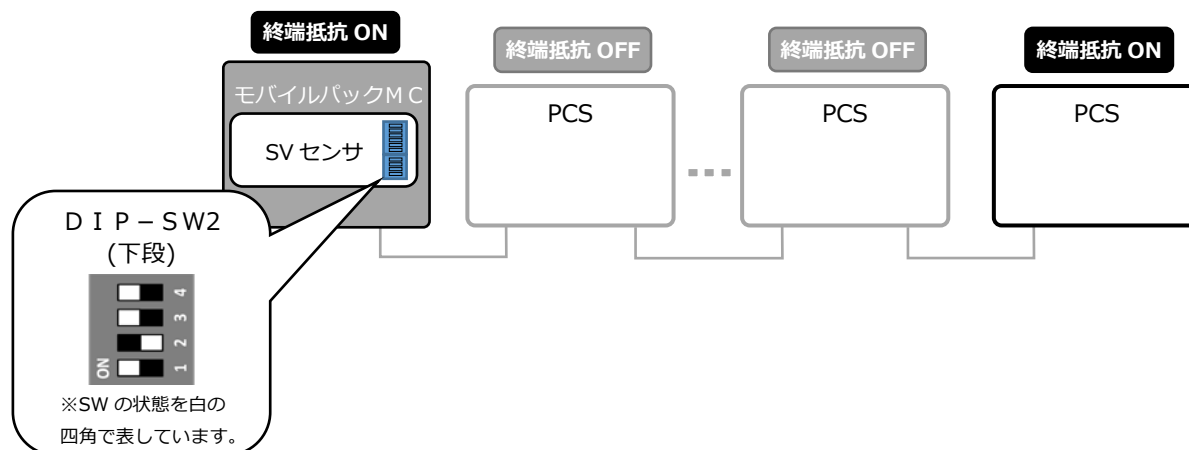 終端抵抗 ON
終端抵抗 OFF
終端抵抗 OFF
終端抵抗 ON
モバイルパックＭＣ
SV センサ
PCS
PCS
PCS
ＤＩＰ－ＳＷ2
(下段)
4
3
2
1
ON
※SW の状態を白の
四角で表しています。